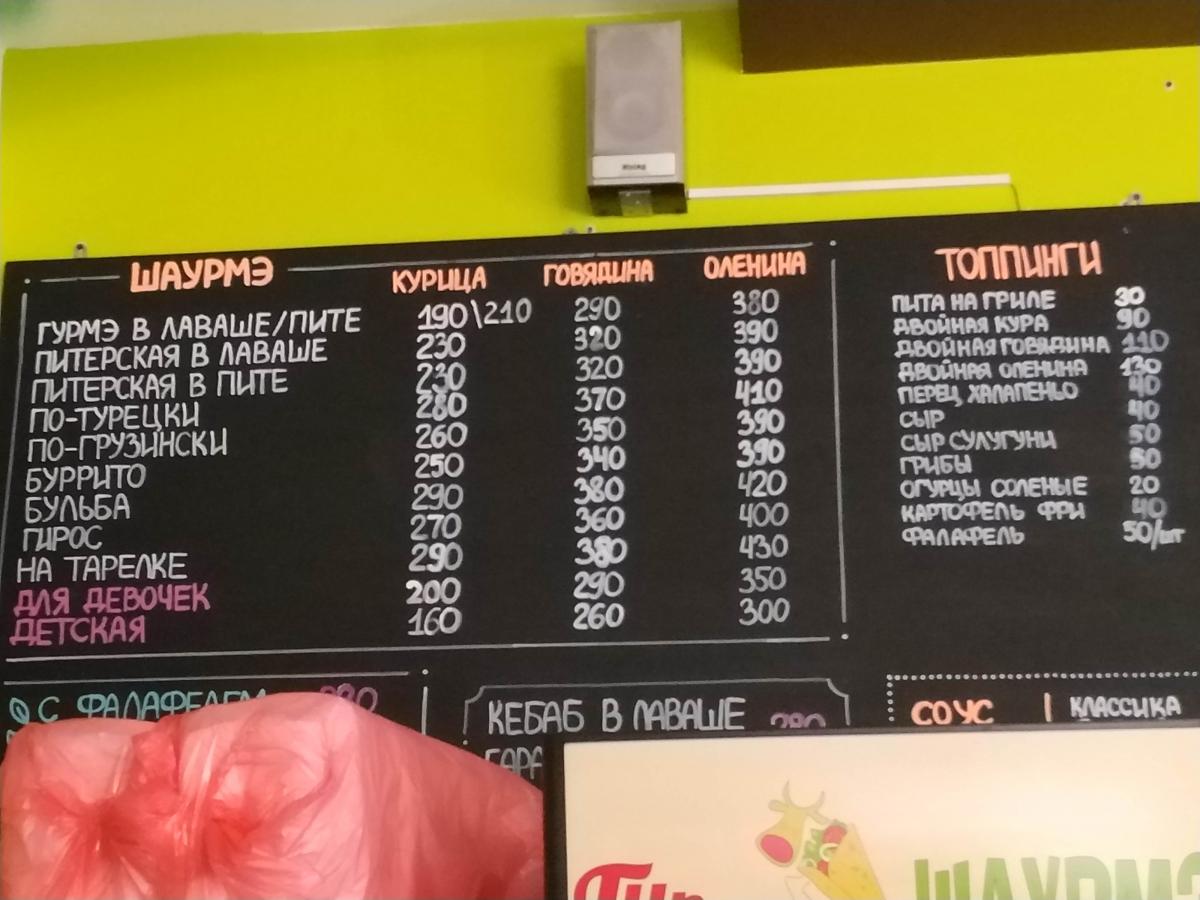 ШАУРМЭ КУРИЦА ГОВЯДИНА ОЛЕНИНА
ГУРМЭ В ЛАВАШЕ/ПИТЕ 190\210 290 380
ПИТЕРСКАЯ В ЛАВАШЕ 230 320 390
ПИТЕРСКАЯ В ПИТЕ 230 320 390
ПО-ТУРЕЦКИ 280 370 410
ПО-ГРУЗИНСКИ 260 350 390
БУРРИТО 250 340 390
БУЛЬБА 290 380 420
ГИРОС 270 360 400
НА ТАРЕЛКЕ 290 380 430
ДЛЯ ДЕВОЧЕК 200 290 350
ДЕТСКАЯ 160 260 300
ТОППИНГИ
ПИТА НА ГРИЛЕ 30
ДВОЙНАЯ КУРА 90
ДВОЙНАЯ ГОВЯДИНА 110
ДВОЙНАЯ ОЛЕНИНА 130
ПЕРЕЦ ХАЛАПЕНЬО 40
СЫР 40
СЫР СУЛУГУНИ 50
ГРИБЫ 50
ОГУРЦЫ СОЛЕНЫЕ 20
КАРТОФЕЛЬ ФРИ 40
ФАЛАФЕЛЬ 50/шт
С ФАЛАФЕЛЕМ
КЕБАБ В ЛАВАШЕ 280
СОУС КЛАССИКА
ШАУРМЭ